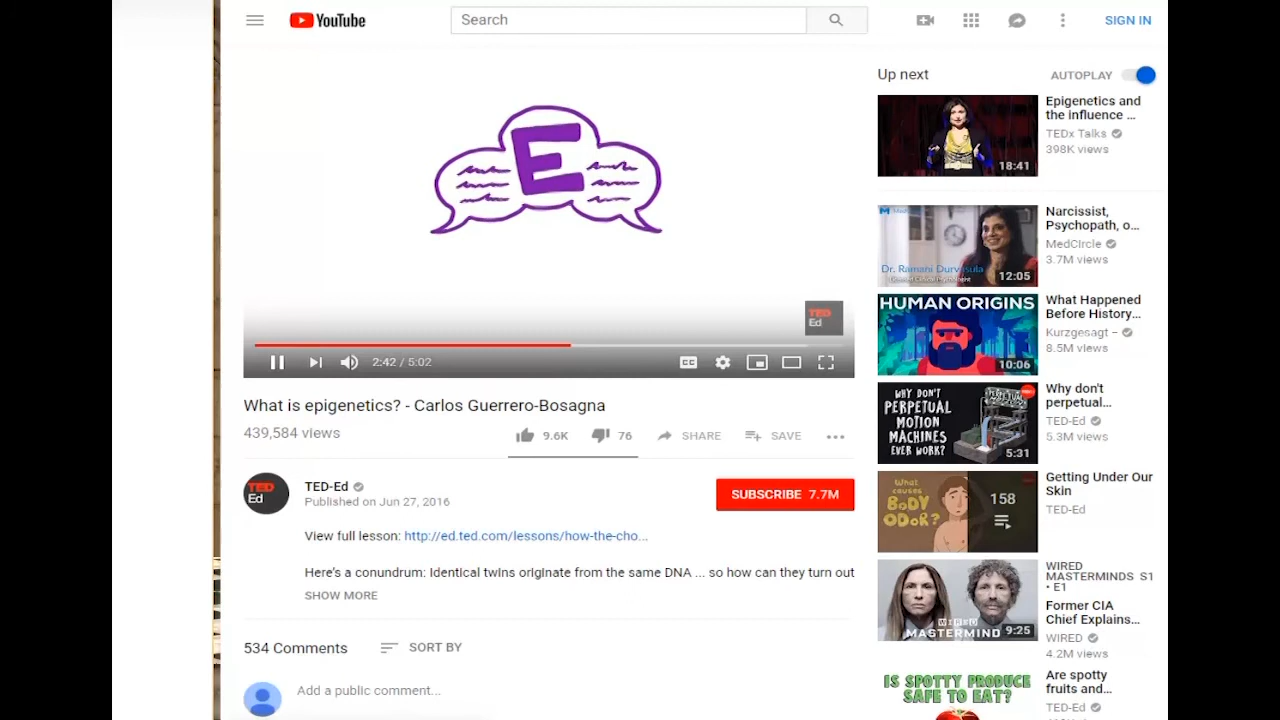 YouTube
Search
SIGN IN
E
TED
Ed
2:42 / 5:02
CC
What is epigenetics? - Carlos Guerrero-Bosagna
439,584 views
9.6K
76
SHARE
SAVE
TED Ed
TED-Ed
Published on Jun 27, 2016
SUBSCRIBE 7.7M
View full lesson: http://ed.ted.com/lessons/how-the-cho...
Here's a conundrum: Identical twins originate from the same DNA ... so how can they turn out
SHOW MORE
534 Comments
SORT BY
Add a public comment...
Up next
AUTOPLAY
18:41
Epigenetics and
the influence ...
TEDx Talks
398K views
Dr. Ramani Durvasula
12:05
Narcissist,
Psychopath, o...
MedCircle
3.7M views
HUMAN ORIGINS
10:06
What Happened
Before History...
Kurzgesagt –
8.5M views
WHY DON'T
PERPETUAL
MOTION
MACHINES
EVER WORK?
5:31
Why don't
perpetual...
TED-Ed
5.3M views
What
causes
BODY
ODOR?
158
Getting Under Our
Skin
TED-Ed
WIRED
MASTERMIND
9:25
WIRED
MASTERMINDS S1
• E1
Former CIA
Chief Explains...
WIRED
4.2M views
IS SPOTTY PRODUCE
SAFE TO EAT?
Are spotty
fruits and...
TED-Ed